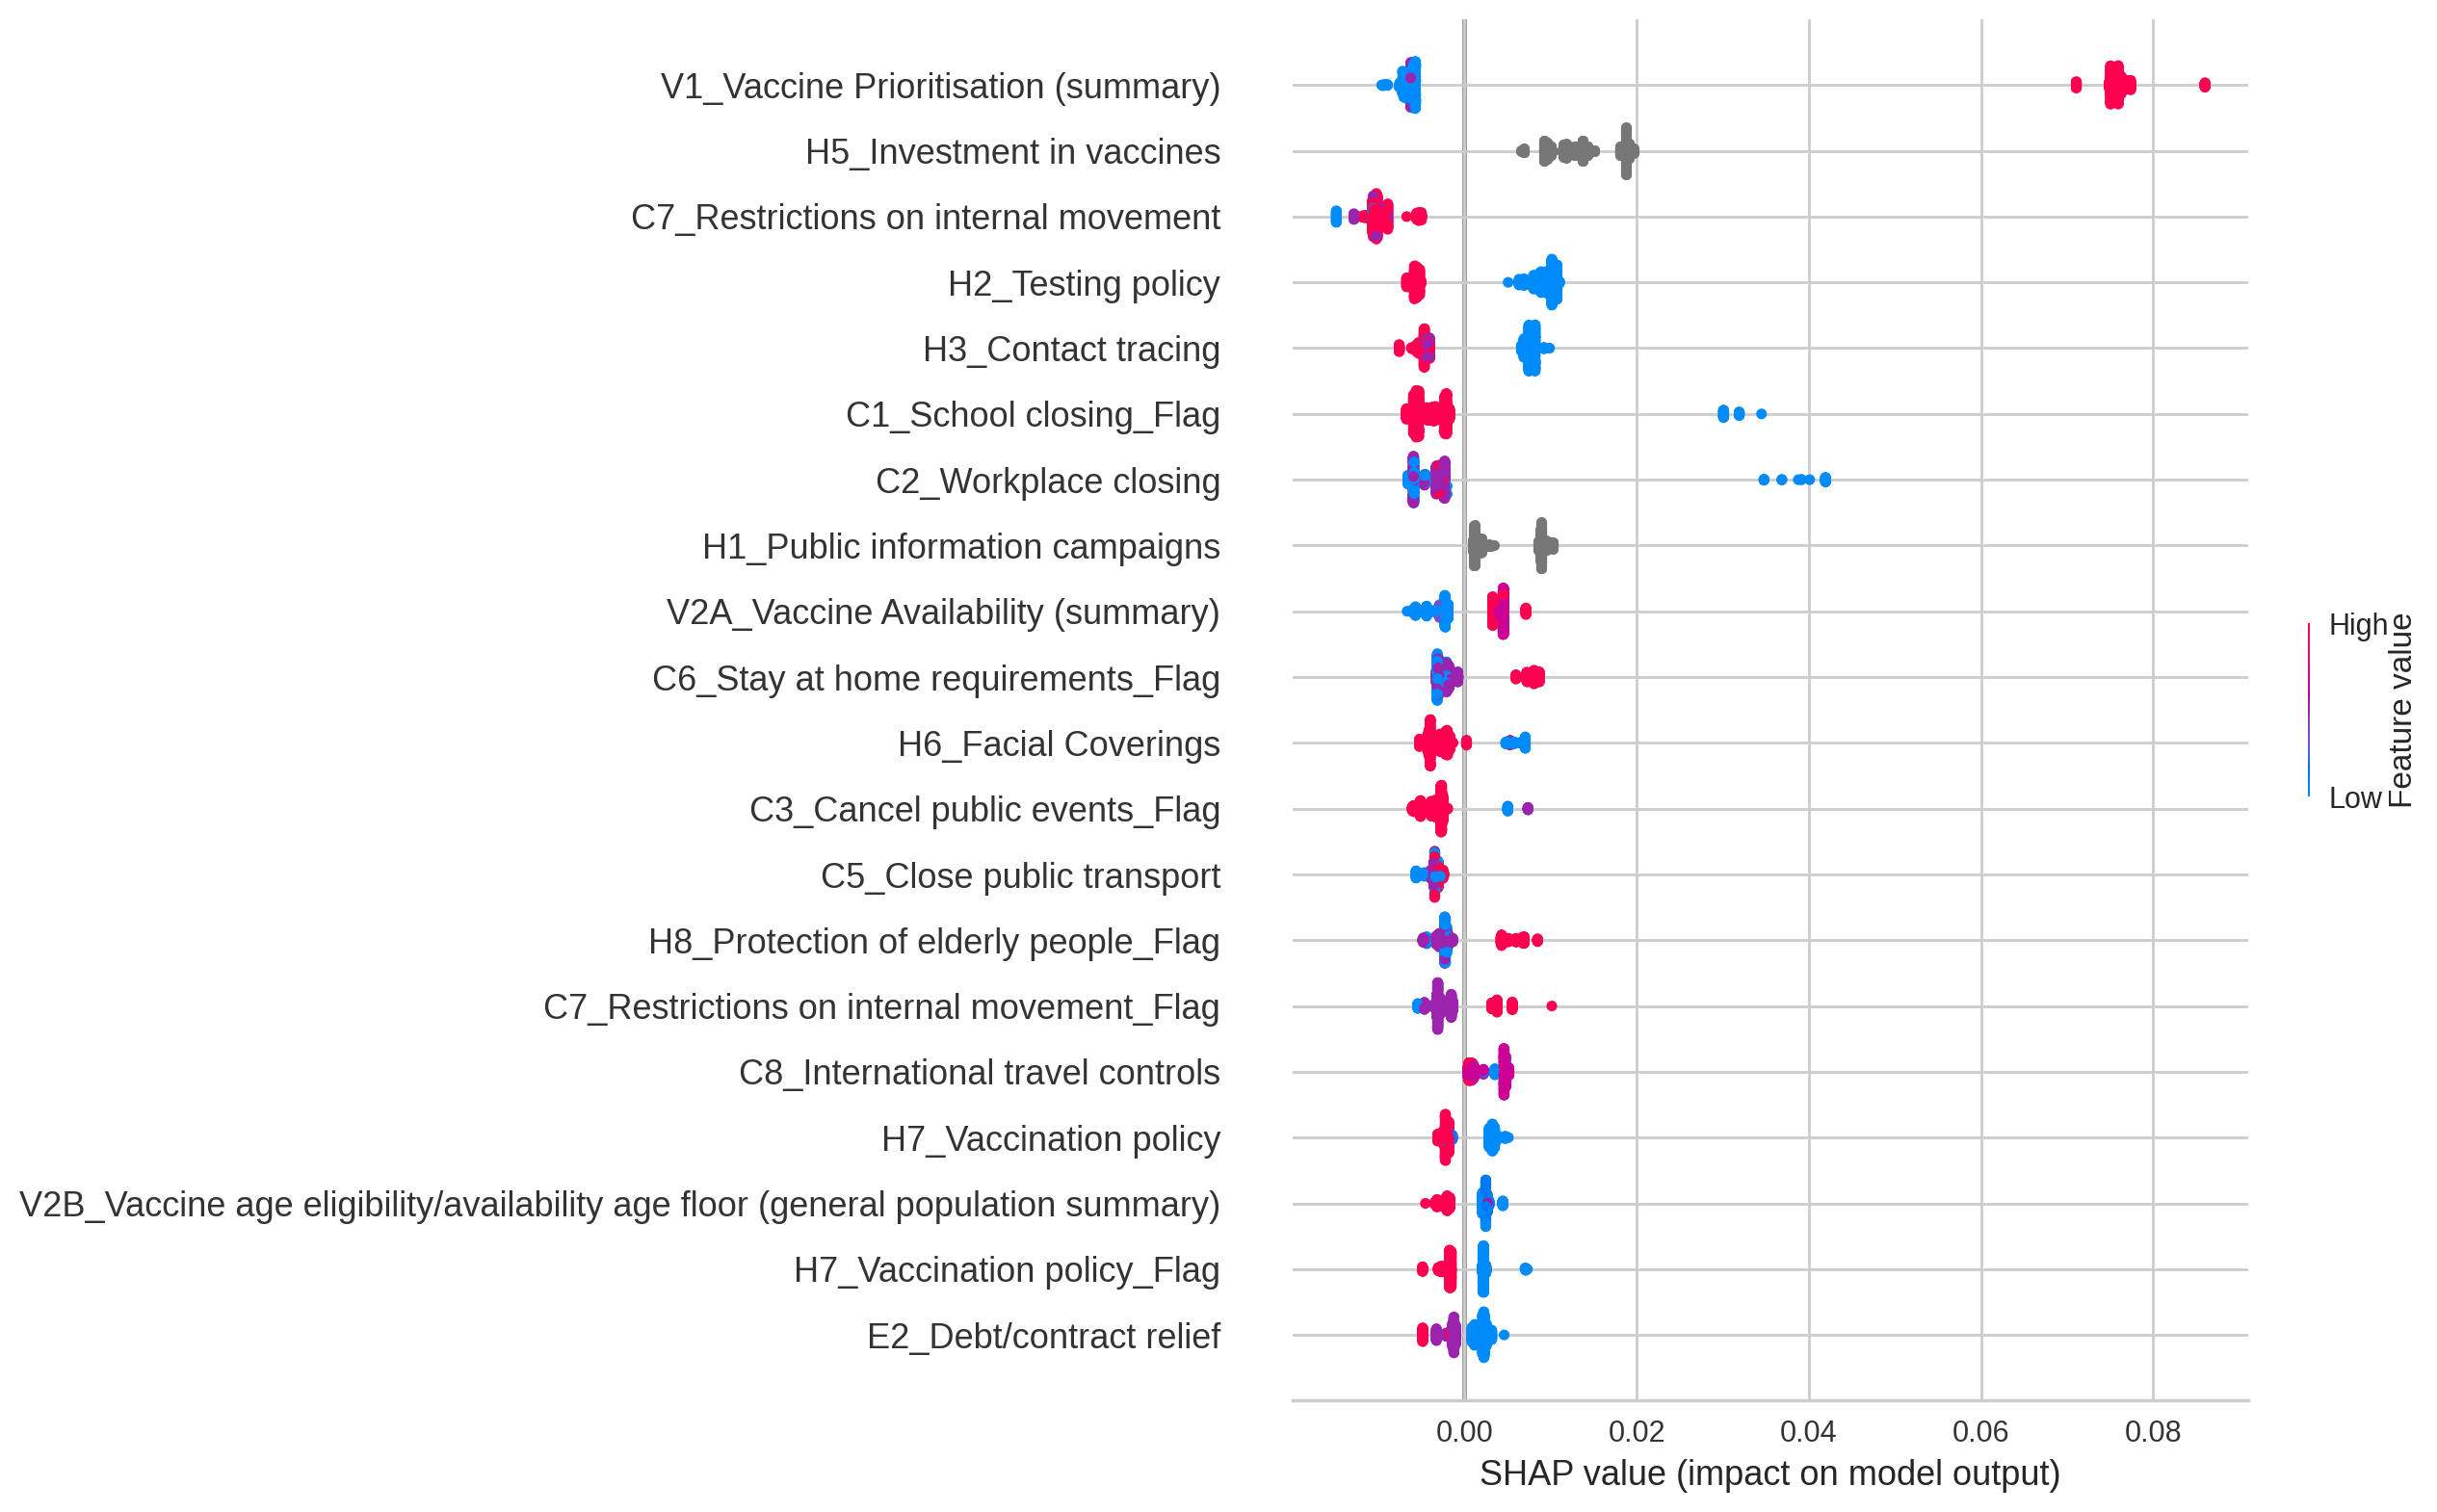 V1_Vaccine Prioritisation (summary)
H5_Investment in vaccines
C7_Restrictions on internal movement
H2_Testing policy
H3_Contact tracing
C1_School closing_Flag
C2_Workplace closing
H1_Public information campaigns
V2A_Vaccine Availability (summary)
C6_Stay at home requirements_Flag
H6_Facial Coverings
C3_Cancel public events_Flag
C5_Close public transport
H8_Protection of elderly people_Flag
C7_Restrictions on internal movement_Flag
C8_International travel controls
H7_Vaccination policy
V2B_Vaccine age eligibility/availability age floor (general population summary)
H7_Vaccination policy_Flag
E2_Debt/contract relief
0.00 0.02 0.04 0.06 0.08
SHAP value (impact on model output)
High
Low
Feature value